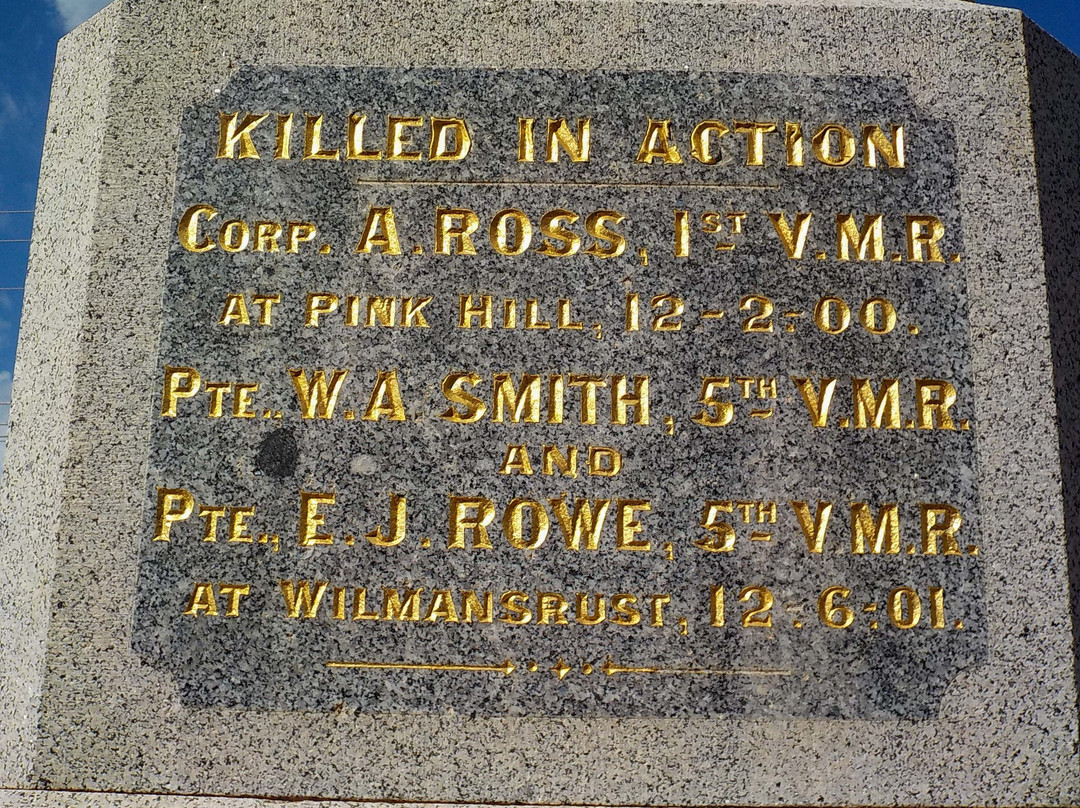 KILLED IN ACTION
CORP. A. ROSS, 1ST V.M.R.
AT PINK HILL, 12-2-00.
PTE., W.A. SMITH, 5TH V.M.R.
AND
PTE., E.J. ROWE, 5TH V.M.R.
AT WILMANSRUST, 12-6-01.